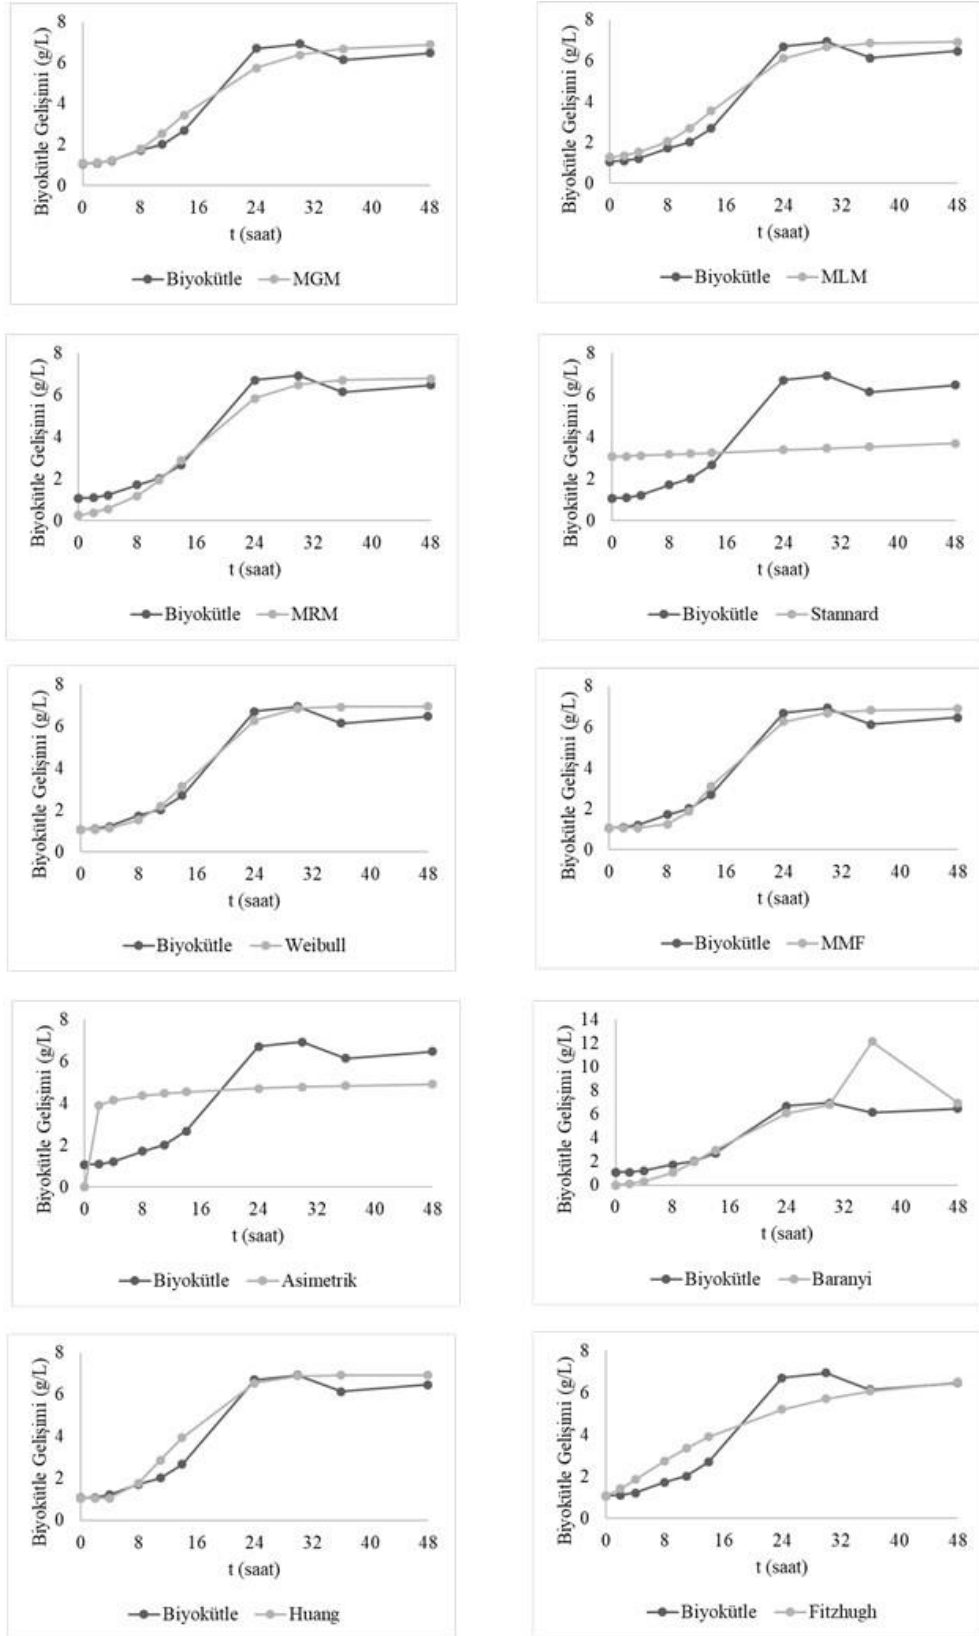 Biyokütle Gelişimi (g/L)
8
6
4
2
0
0 8 16 24 32 40 48
t (saat)
Biyokütle MGM
Biyokütle Gelişimi (g/L)
8
6
4
2
0
0 8 16 24 32 40 48
t (saat)
Biyokütle MLM
Biyokütle Gelişimi (g/L)
8
6
4
2
0
0 8 16 24 32 40 48
t (saat)
Biyokütle MRM
Biyokütle Gelişimi (g/L)
8
6
4
2
0
0 8 16 24 32 40 48
t (saat)
Biyokütle Stannard
Biyokütle Gelişimi (g/L)
8
6
4
2
0
0 8 16 24 32 40 48
t (saat)
Biyokütle Weibull
Biyokütle Gelişimi (g/L)
8
6
4
2
0
0 8 16 24 32 40 48
t (saat)
Biyokütle MMF
Biyokütle Gelişimi (g/L)
8
6
4
2
0
0 8 16 24 32 40 48
t (saat)
Biyokütle Asimetrik
Biyokütle Gelişimi (g/L)
14
12
10
8
6
4
2
0
0 8 16 24 32 40 48
t (saat)
Biyokütle Baranyi
Biyokütle Gelişimi (g/L)
8
6
4
2
0
0 8 16 24 32 40 48
t (saat)
Biyokütle Huang
Biyokütle Gelişimi (g/L)
8
6
4
2
0
0 8 16 24 32 40 48
t (saat)
Biyokütle Fitzhugh